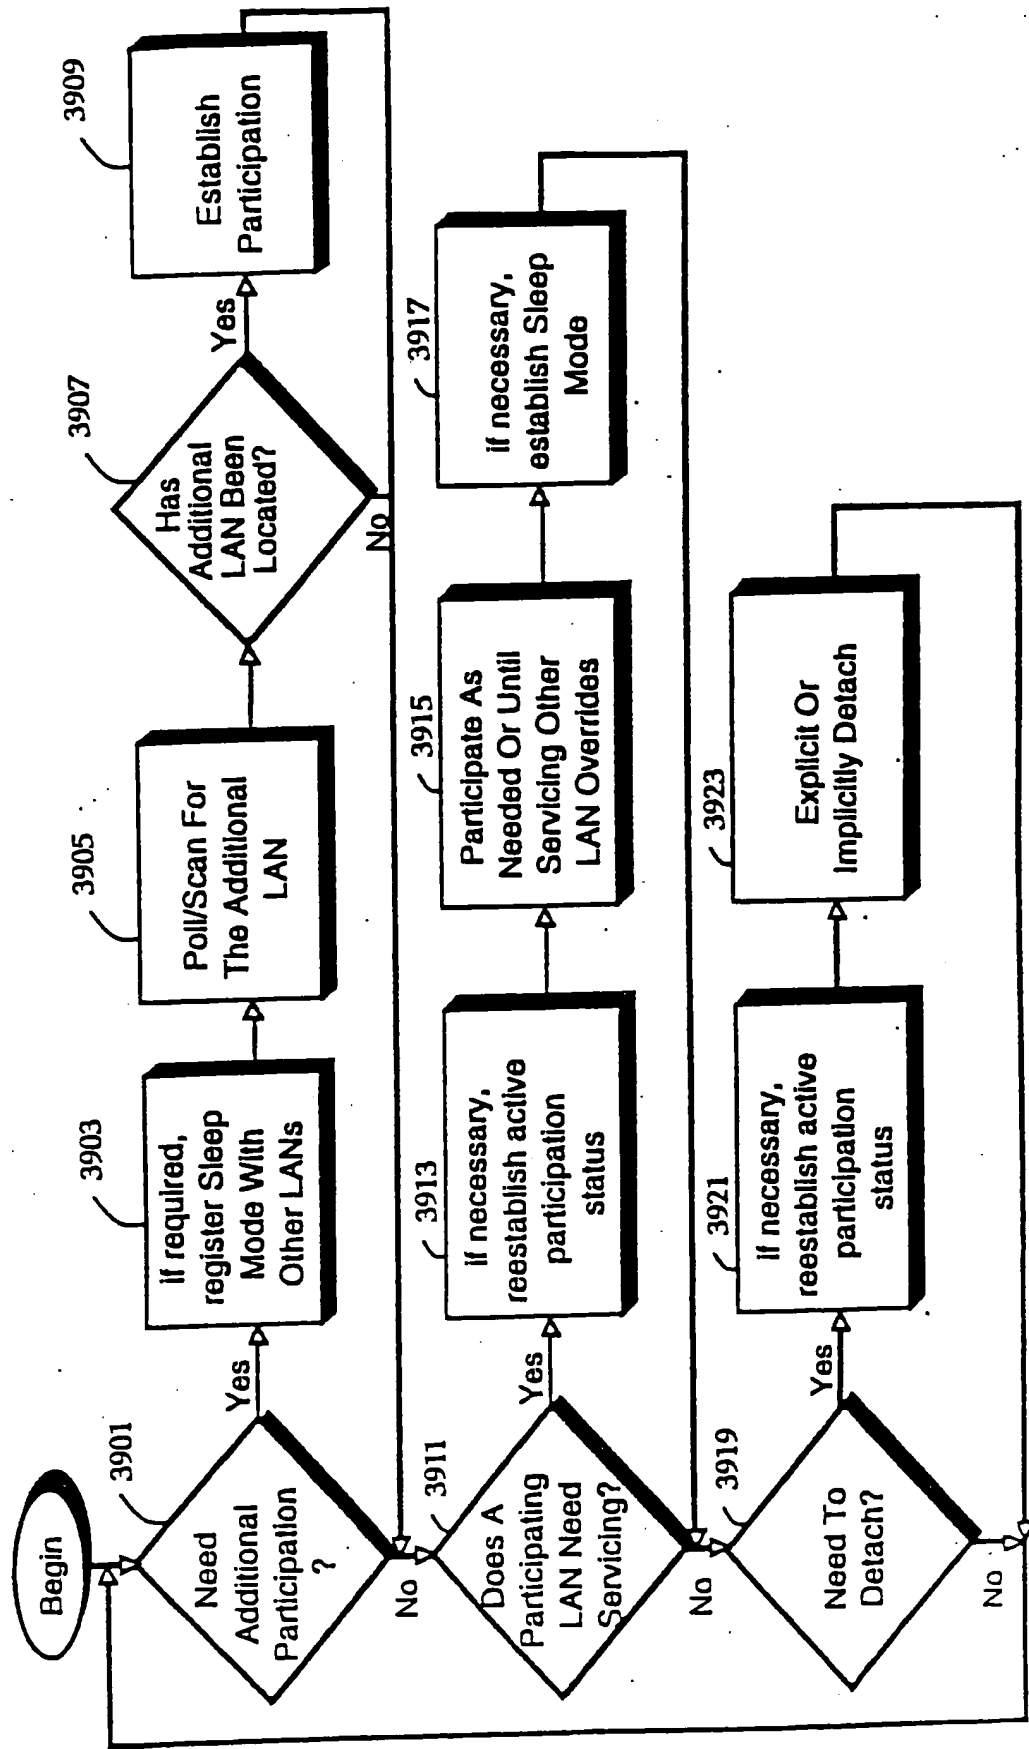 Begin
3901
Need
Additional
Participation
?
Yes
No
3903
If required,
register Sleep
Mode With
Other LANs
3905
Poll/Scan For
The Additional
LAN
3907
Has
Additional
LAN Been
Located?
Yes
No
3909
Establish
Participation
3911
Does A
Participating
LAN Need
Servicing?
Yes
No
3913
If necessary,
reestablish active
participation
status
3915
Participate As
Needed Or Until
Servicing Other
LAN Overrides
3917
If necessary,
establish Sleep
Mode
3919
Need To
Detach?
Yes
No
3921
If necessary,
reestablish active
participation
status
3923
Explicit Or
Implicitly Detach